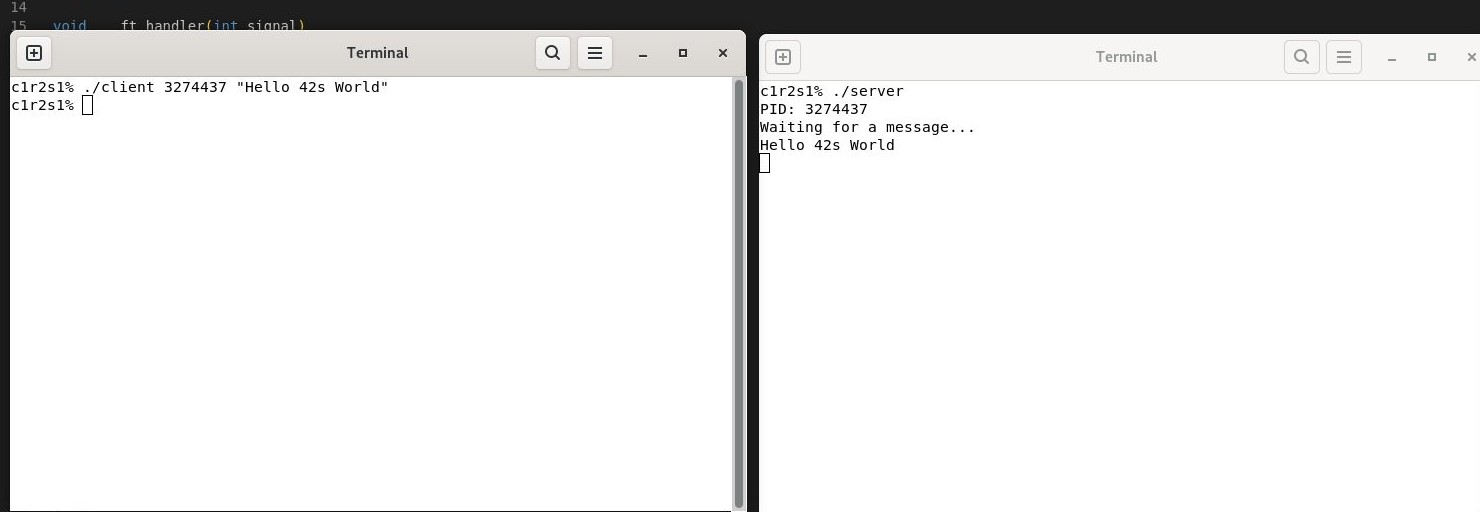 14
15 void ft_handler(int signal)
Terminal
c1r2s1% ./client 3274437 "Hello 42s World"
c1r2s1%
Terminal
c1r2s1% ./server
PID: 3274437
Waiting for a message...
Hello 42s World